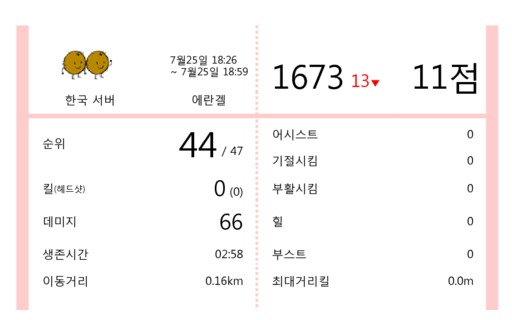 7월25일 18:26
~ 7월25일 18:59
1673 13▼ 11점
한국 서버 에란겔
순위 44 / 47
킬(헤드샷) 0 (0)
데미지 66
생존시간 02:58
이동거리 0.16km
어시스트 0
기절시킴 0
부활시킴 0
힐 0
부스트 0
최대거리킬 0.0m